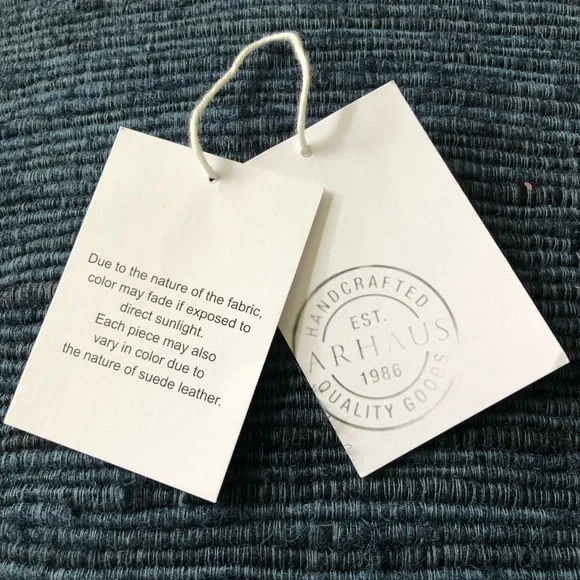 Due to the nature of the fabric,
color may fade if exposed to
direct sunlight.
Each piece may also
vary in color due to
the nature of suede leather.
HANDCRAFTED
EST.
ARHAUS
1986
QUALITY GOODS